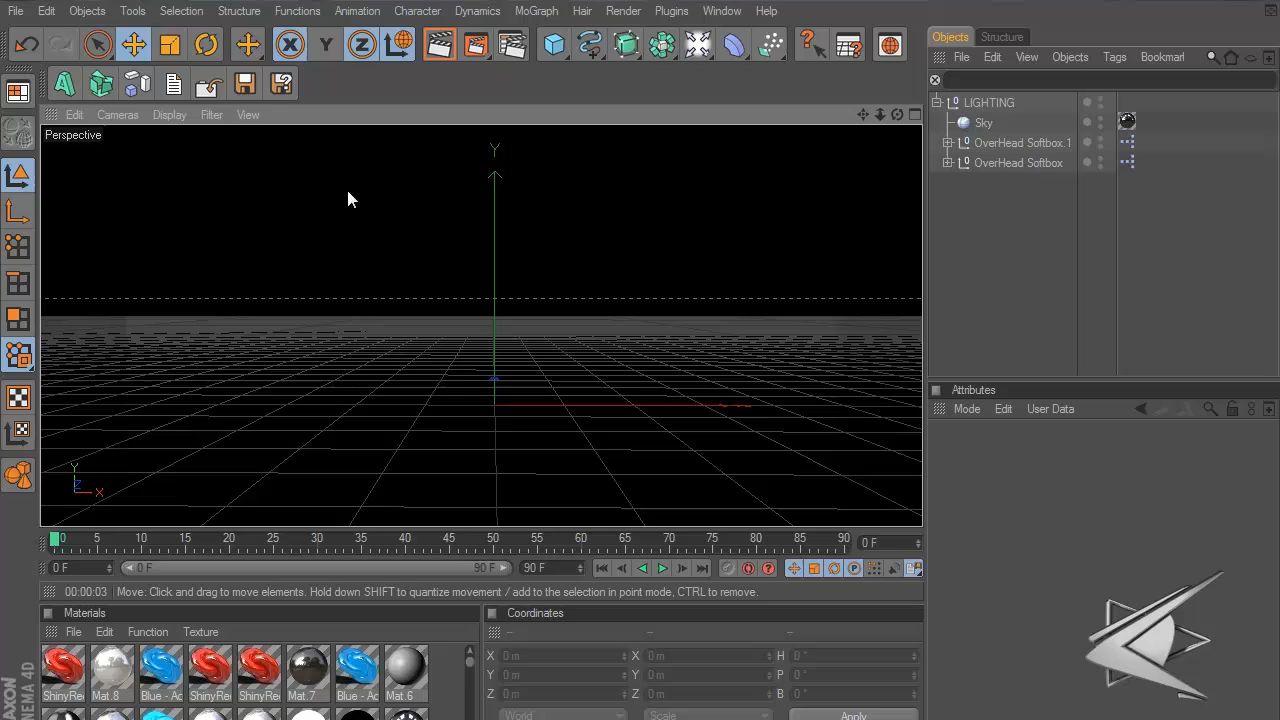 File Edit Objects Tools Selection Structure Functions Animation Character Dynamics MoGraph Hair Render Plugins Window Help
X Y Z
Objects Structure
File Edit View Objects Tags Bookmarl
LIGHTING
Sky
OverHead Softbox.1
OverHead Softbox
Edit Cameras Display Filter View
Perspective
Y
Y
Z
X
Attributes
Mode Edit User Data
0 5 10 15 20 25 30 35 40 45 50 55 60 65 70 75 80 85 90
0 F
0 F 0 F 90 F 90 F
00:00:03 Move: Click and drag to move elements. Hold down SHIFT to quantize movement / add to the selection in point mode, CTRL to remove.
Materials
File Edit Function Texture
ShinyRe Mat.8 Blue - Ac ShinyRe ShinyRe Mat.7 Blue - Ac Mat.6
Coordinates
-- -- --
X 0 m X 0 m H 0 °
Y 0 m Y 0 m P 0 °
Z 0 m Z 0 m B 0 °
World Scale Apply
AXON
NEMA 4D